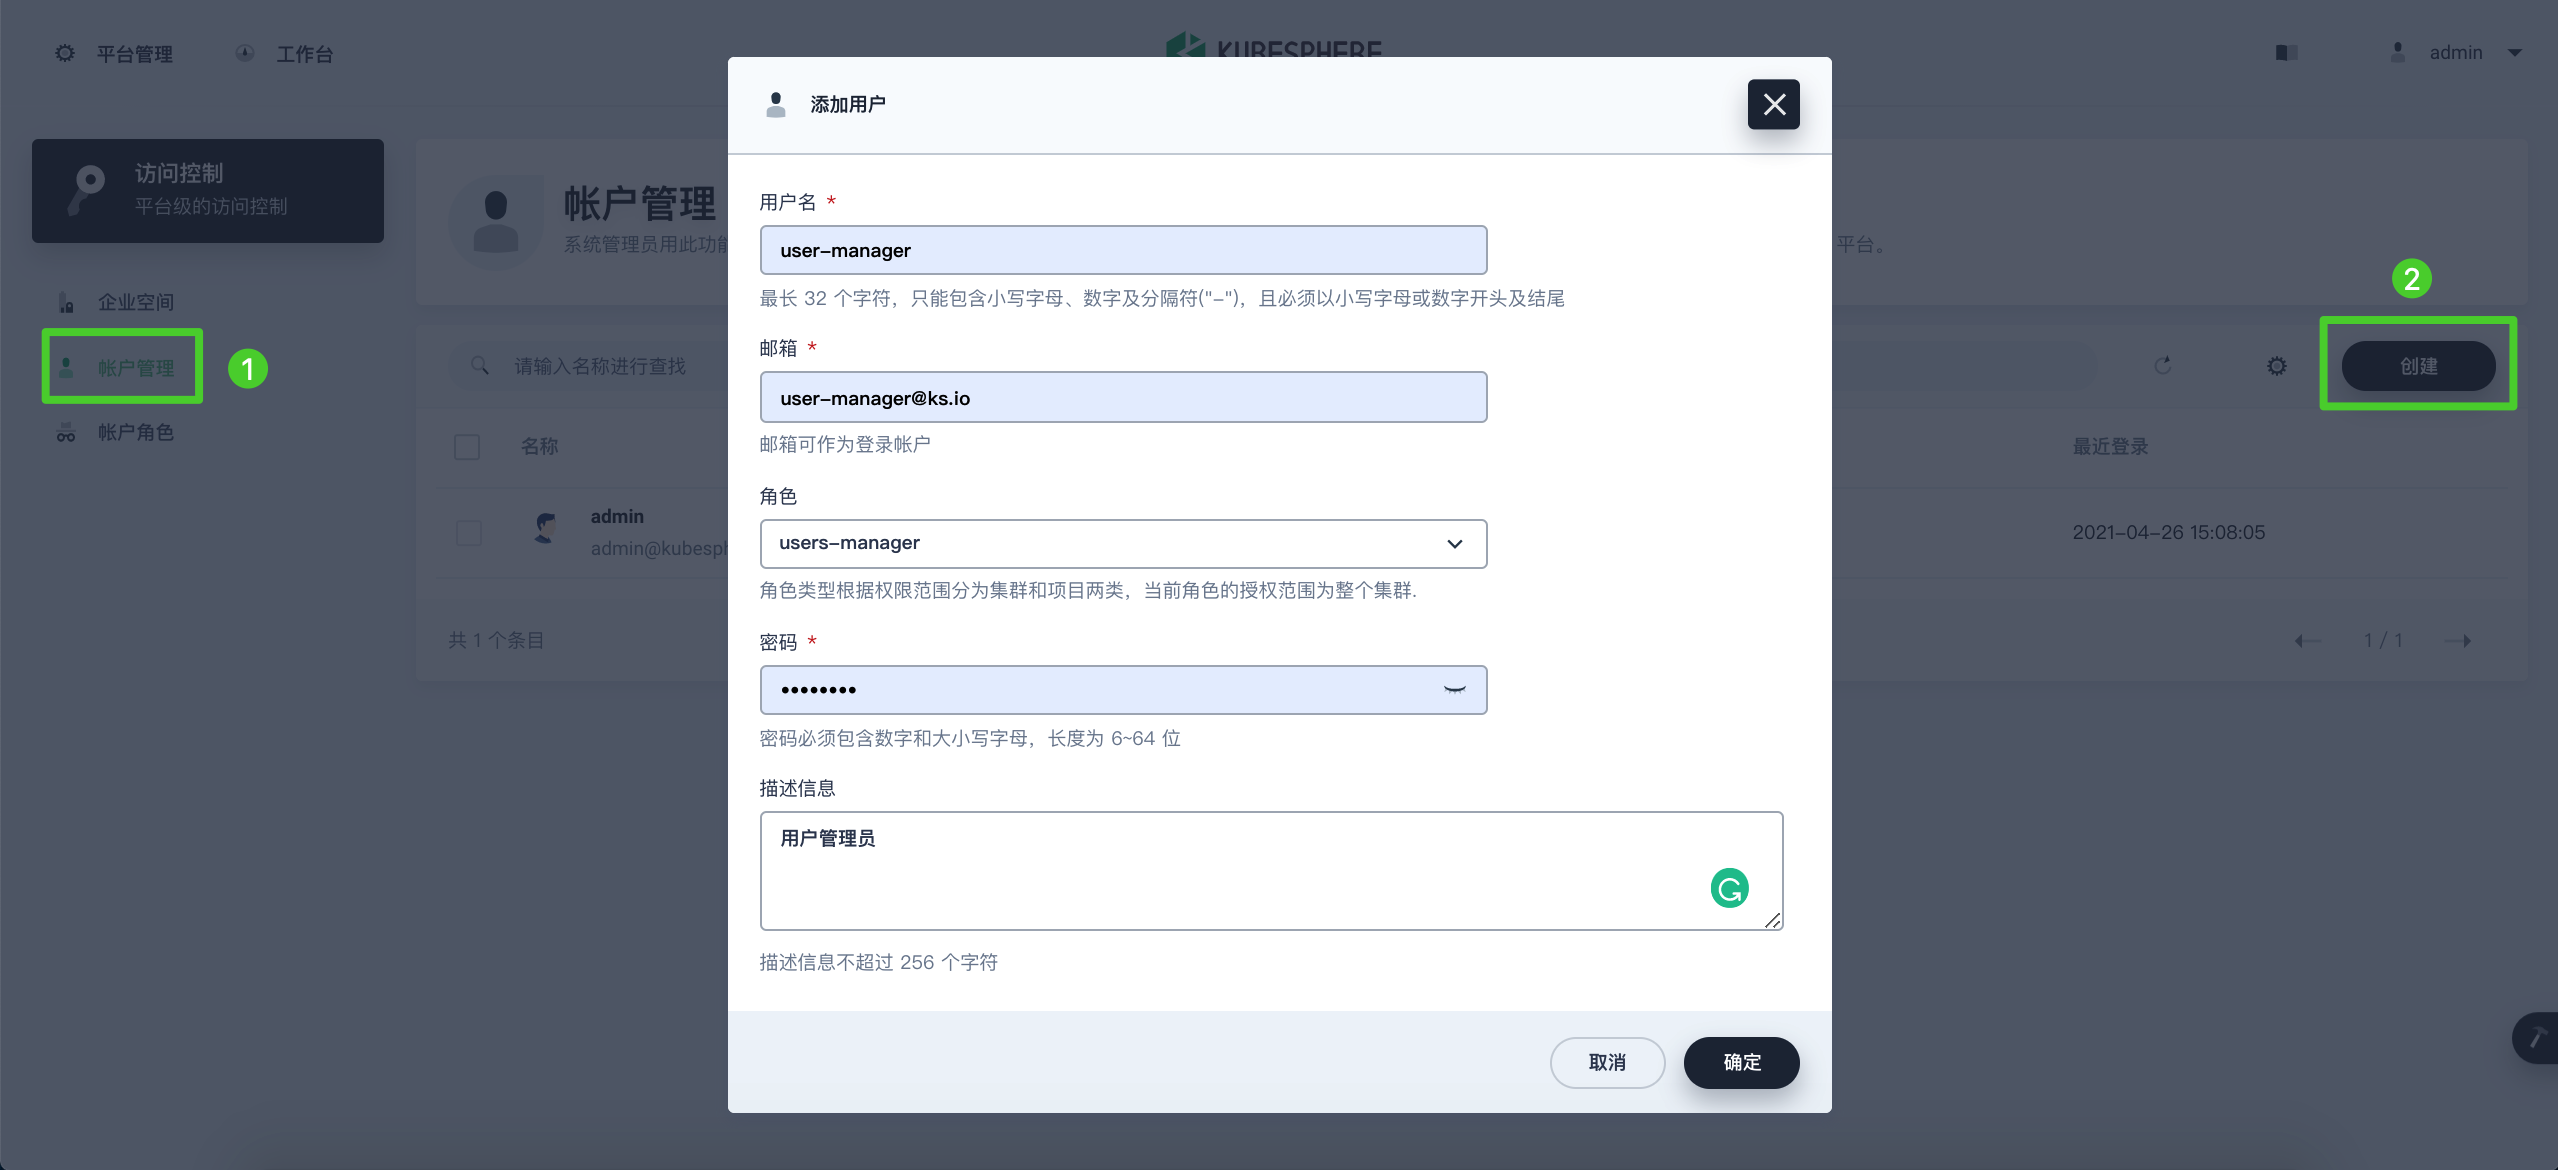 平台管理
工作台
KUBESPHERE
admin
访问控制
平台级的访问控制
企业空间
帐户管理
1
帐户角色
帐户管理
系统管理员用此功能
平台。
请输入名称进行查找
2
创建
名称
最近登录
admin
admin@kubesph
2021-04-26 15:08:05
共 1 个条目
1 / 1
添加用户
用户名 *
user-manager
最长 32 个字符，只能包含小写字母、数字及分隔符("-")，且必须以小写字母或数字开头及结尾
邮箱 *
user-manager@ks.io
邮箱可作为登录帐户
角色
users-manager
角色类型根据权限范围分为集群和项目两类，当前角色的授权范围为整个集群.
密码 *
••••••••
密码必须包含数字和大小写字母，长度为 6~64 位
描述信息
用户管理员
描述信息不超过 256 个字符
取消
确定